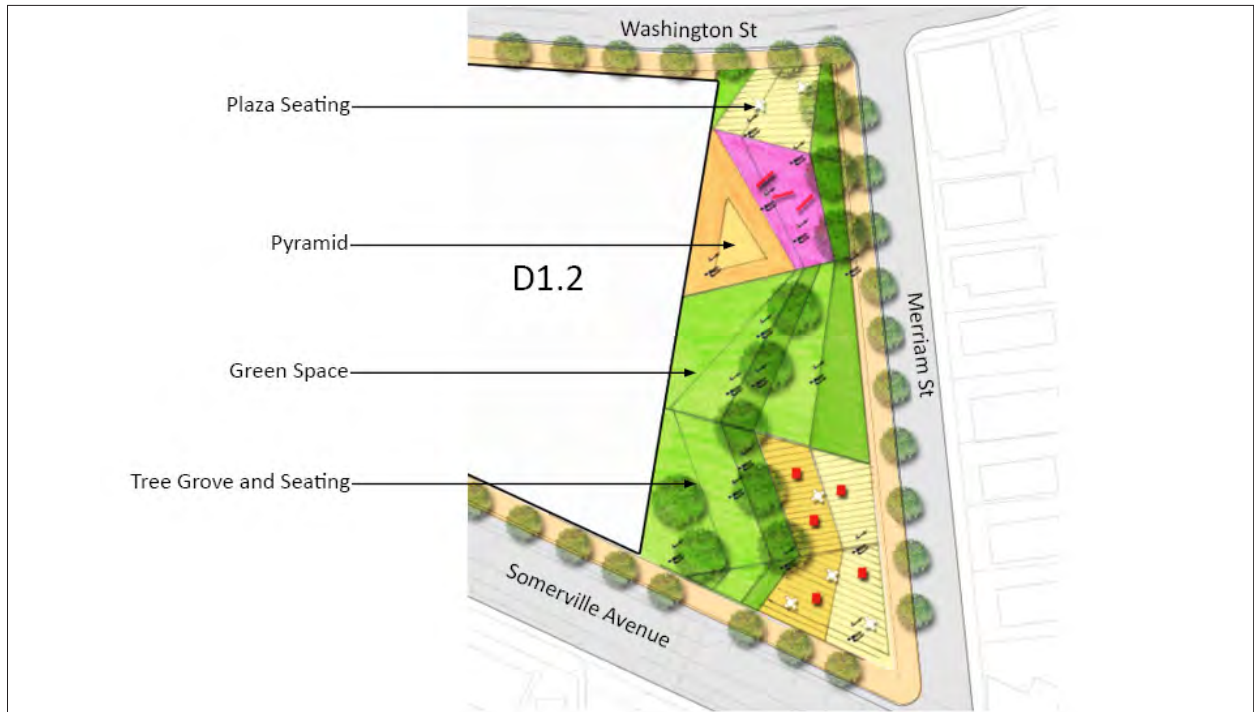 Washington St
Plaza Seating
Pyramid
D1.2
Merriam St
Green Space
Tree Grove and Seating
Somerville Avenue